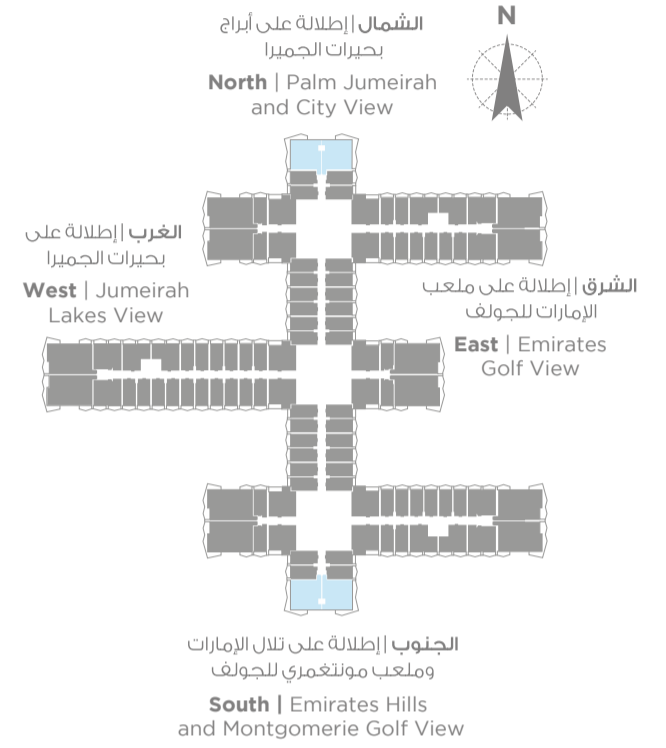 N
الشمال | إطلالة على أبراج
بحيرات الجميرا
North | Palm Jumeirah
and City View
الغرب | إطلالة على
بحيرات الجميرا
West | Jumeirah
Lakes View
الشرق | إطلالة على ملعب
الإمارات للجولف
East | Emirates
Golf View
الجنوب | إطلالة على تلال الإمارات
وملعب مونتغمري للجولف
South | Emirates Hills
and Montgomerie Golf View